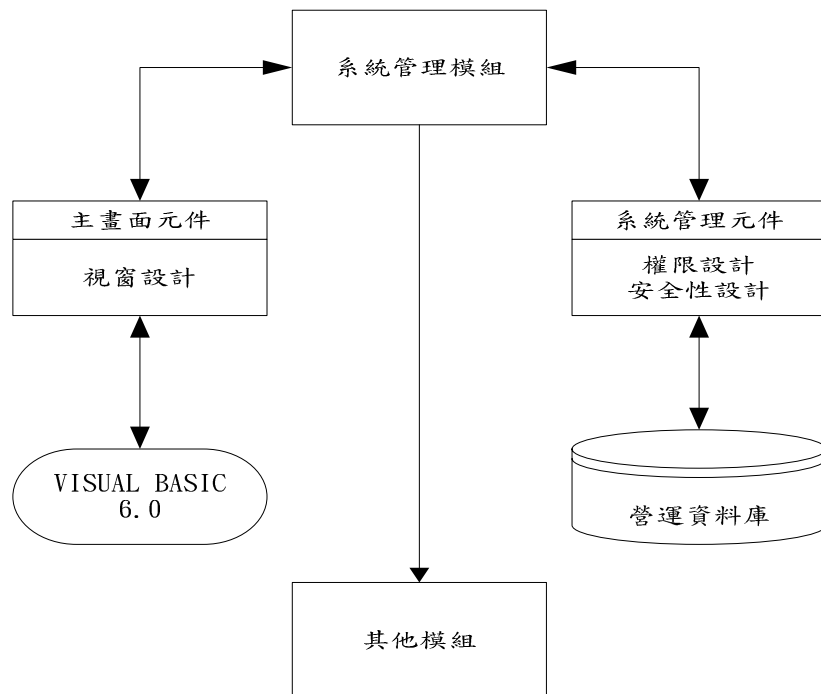 系統管理模組
主畫面元件
視窗設計
系統管理元件
權限設計
安全性設計
VISUAL BASIC
6.0
營運資料庫
其他模組